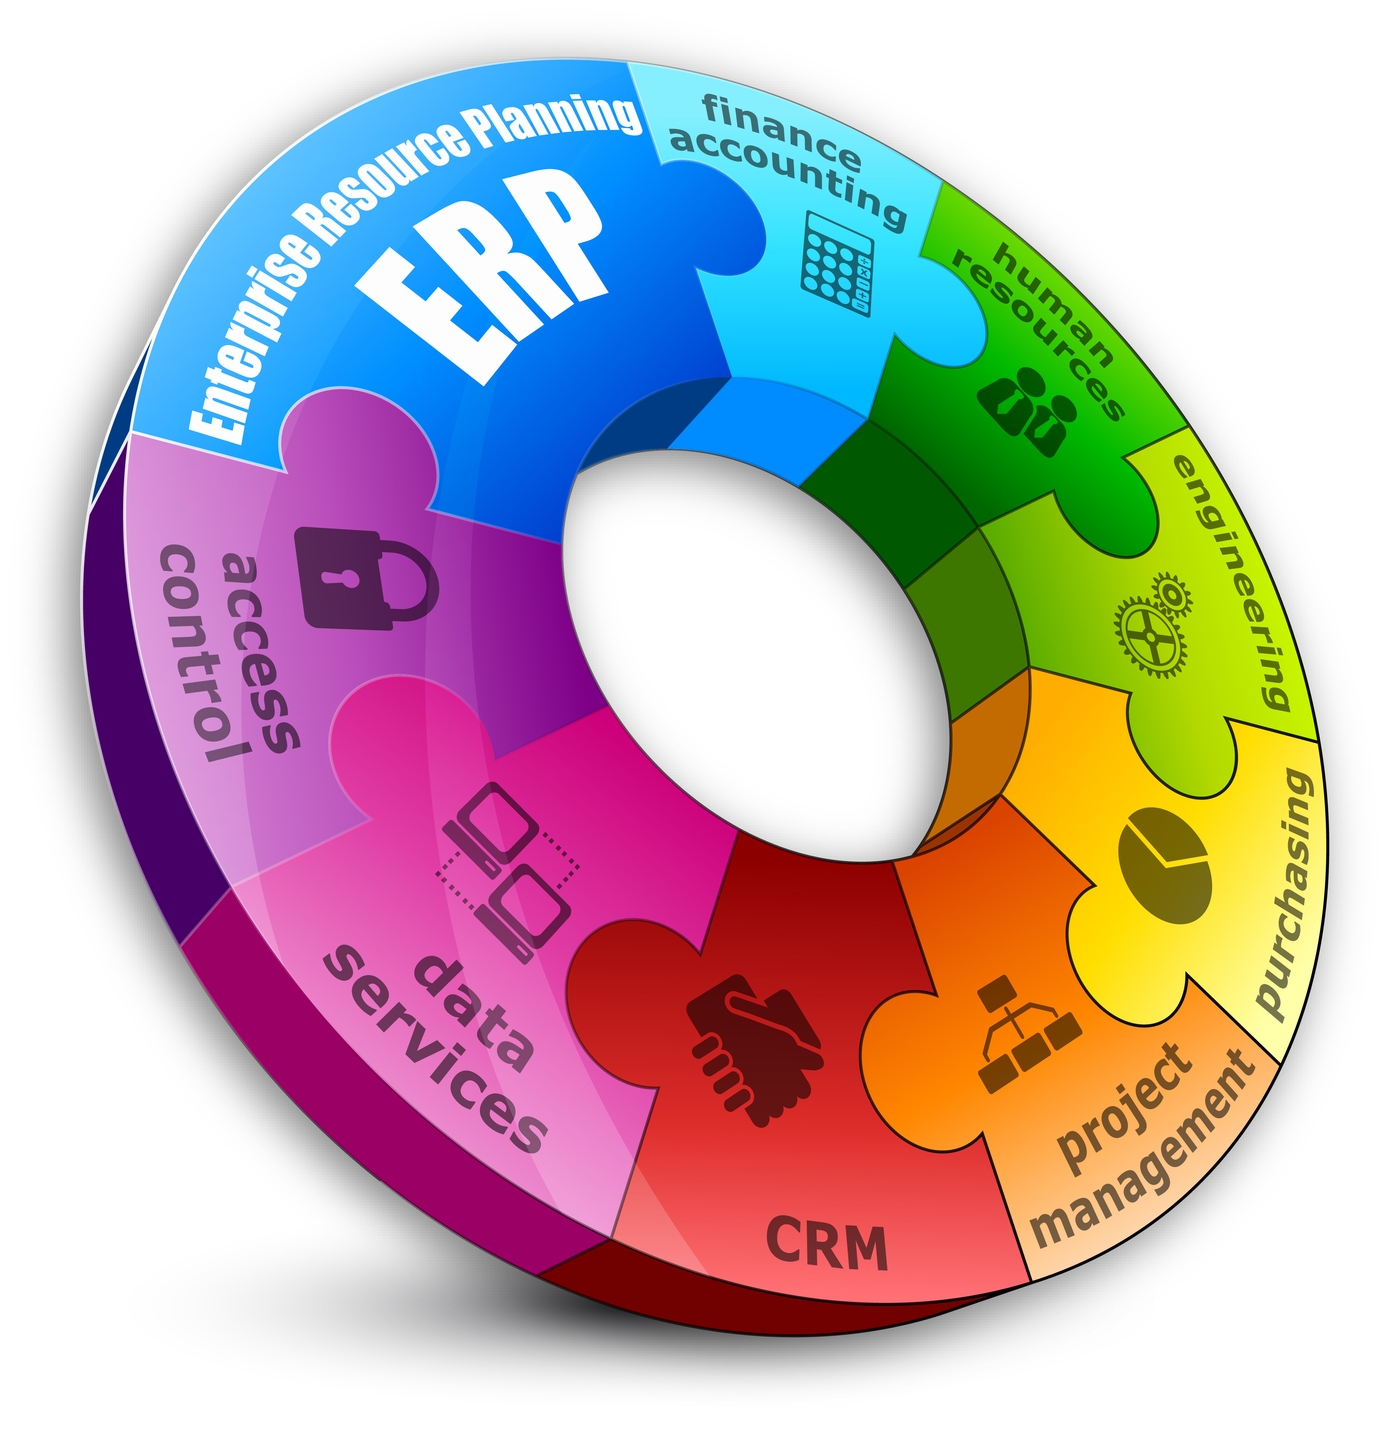 Enterprise Resource Planning
ERP
finance
accounting
human
resources
engineering
purchasing
project
management
CRM
data
services
access
control